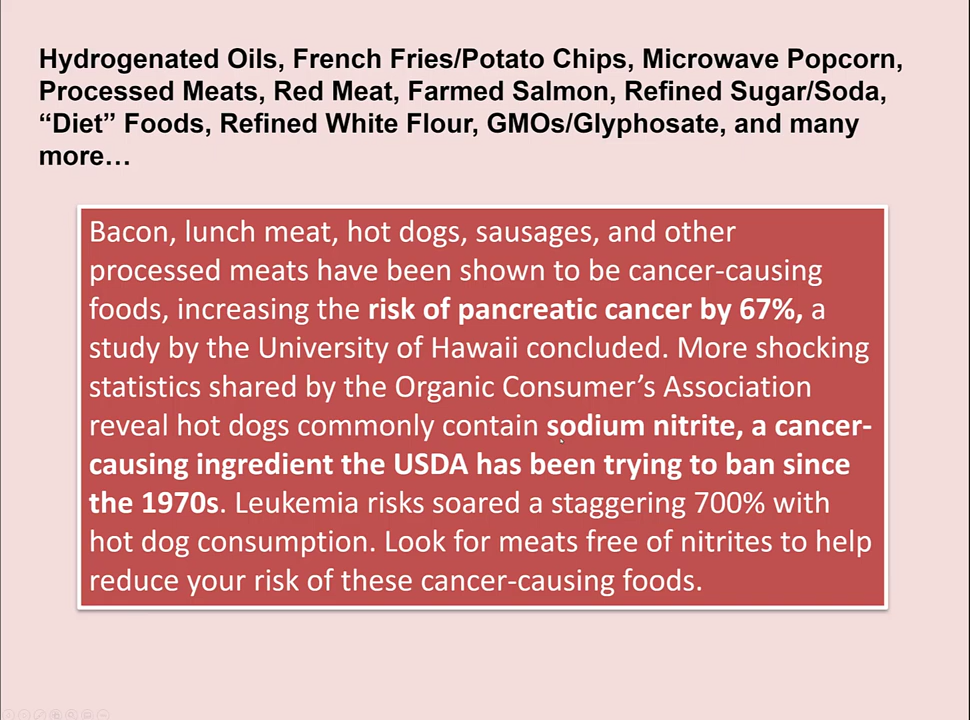 Hydrogenated Oils, French Fries/Potato Chips, Microwave Popcorn,
Processed Meats, Red Meat, Farmed Salmon, Refined Sugar/Soda,
“Diet” Foods, Refined White Flour, GMOs/Glyphosate, and many
more…
Bacon, lunch meat, hot dogs, sausages, and other
processed meats have been shown to be cancer-causing
foods, increasing the risk of pancreatic cancer by 67%, a
study by the University of Hawaii concluded. More shocking
statistics shared by the Organic Consumer’s Association
reveal hot dogs commonly contain sodium nitrite, a cancer-
causing ingredient the USDA has been trying to ban since
the 1970s. Leukemia risks soared a staggering 700% with
hot dog consumption. Look for meats free of nitrites to help
reduce your risk of these cancer-causing foods.